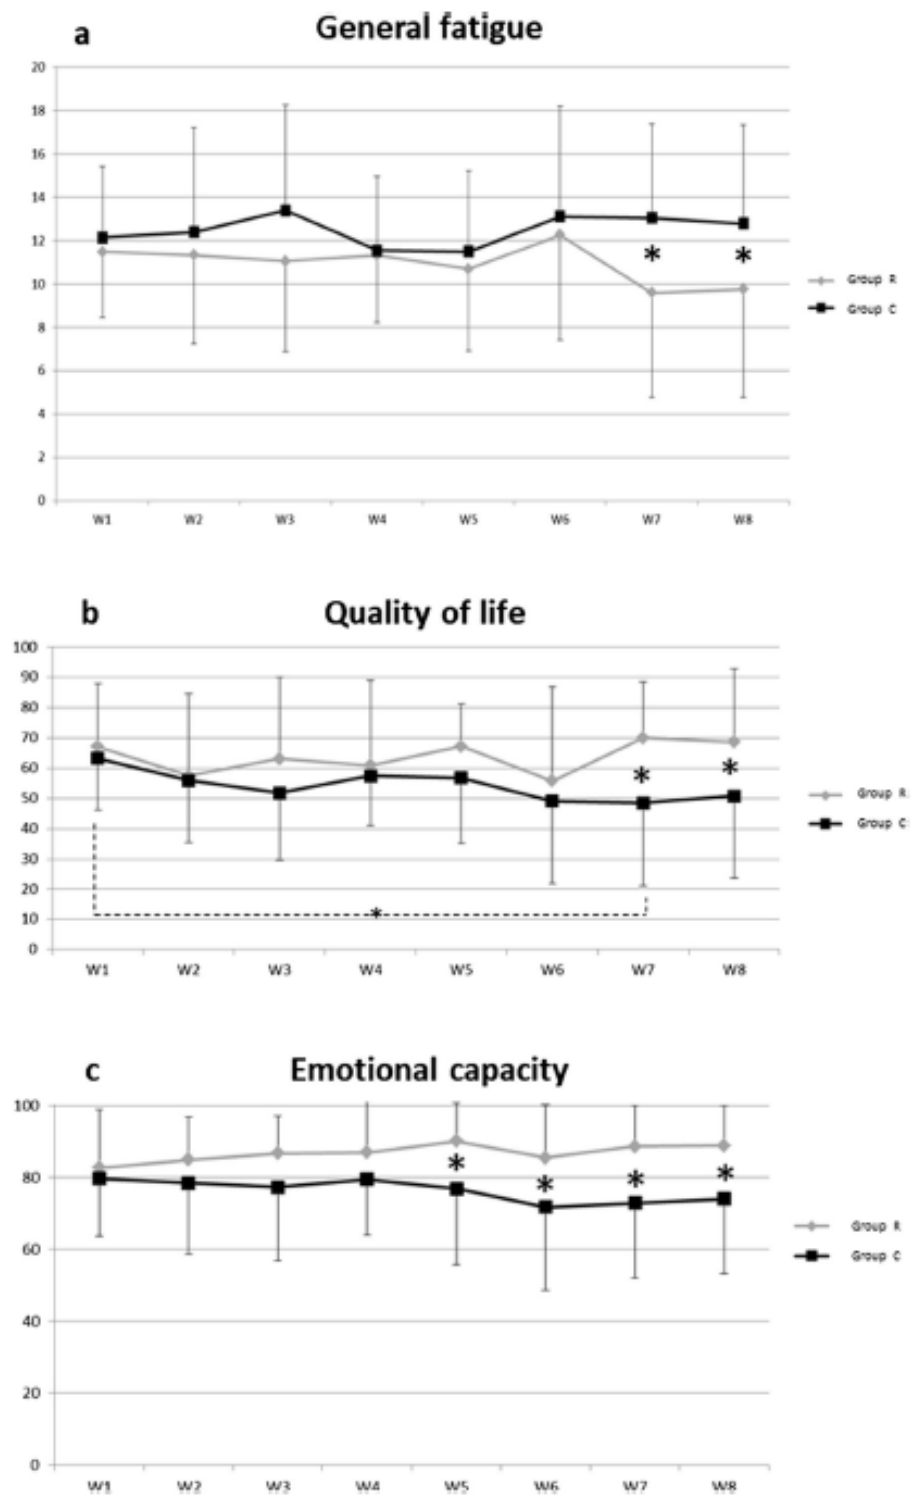 a
General fatigue
20
18
16
14
12
10
8
6
4
2
0
W1 W2 W3 W4 W5 W6 W7 W8
*
*
Group R
Group C
b
Quality of life
100
90
80
70
60
50
40
30
20
10
0
W1 W2 W3 W4 W5 W6 W7 W8
*
*
*
Group R
Group C
c
Emotional capacity
100
80
60
40
20
0
W1 W2 W3 W4 W5 W6 W7 W8
*
*
*
*
Group R
Group C